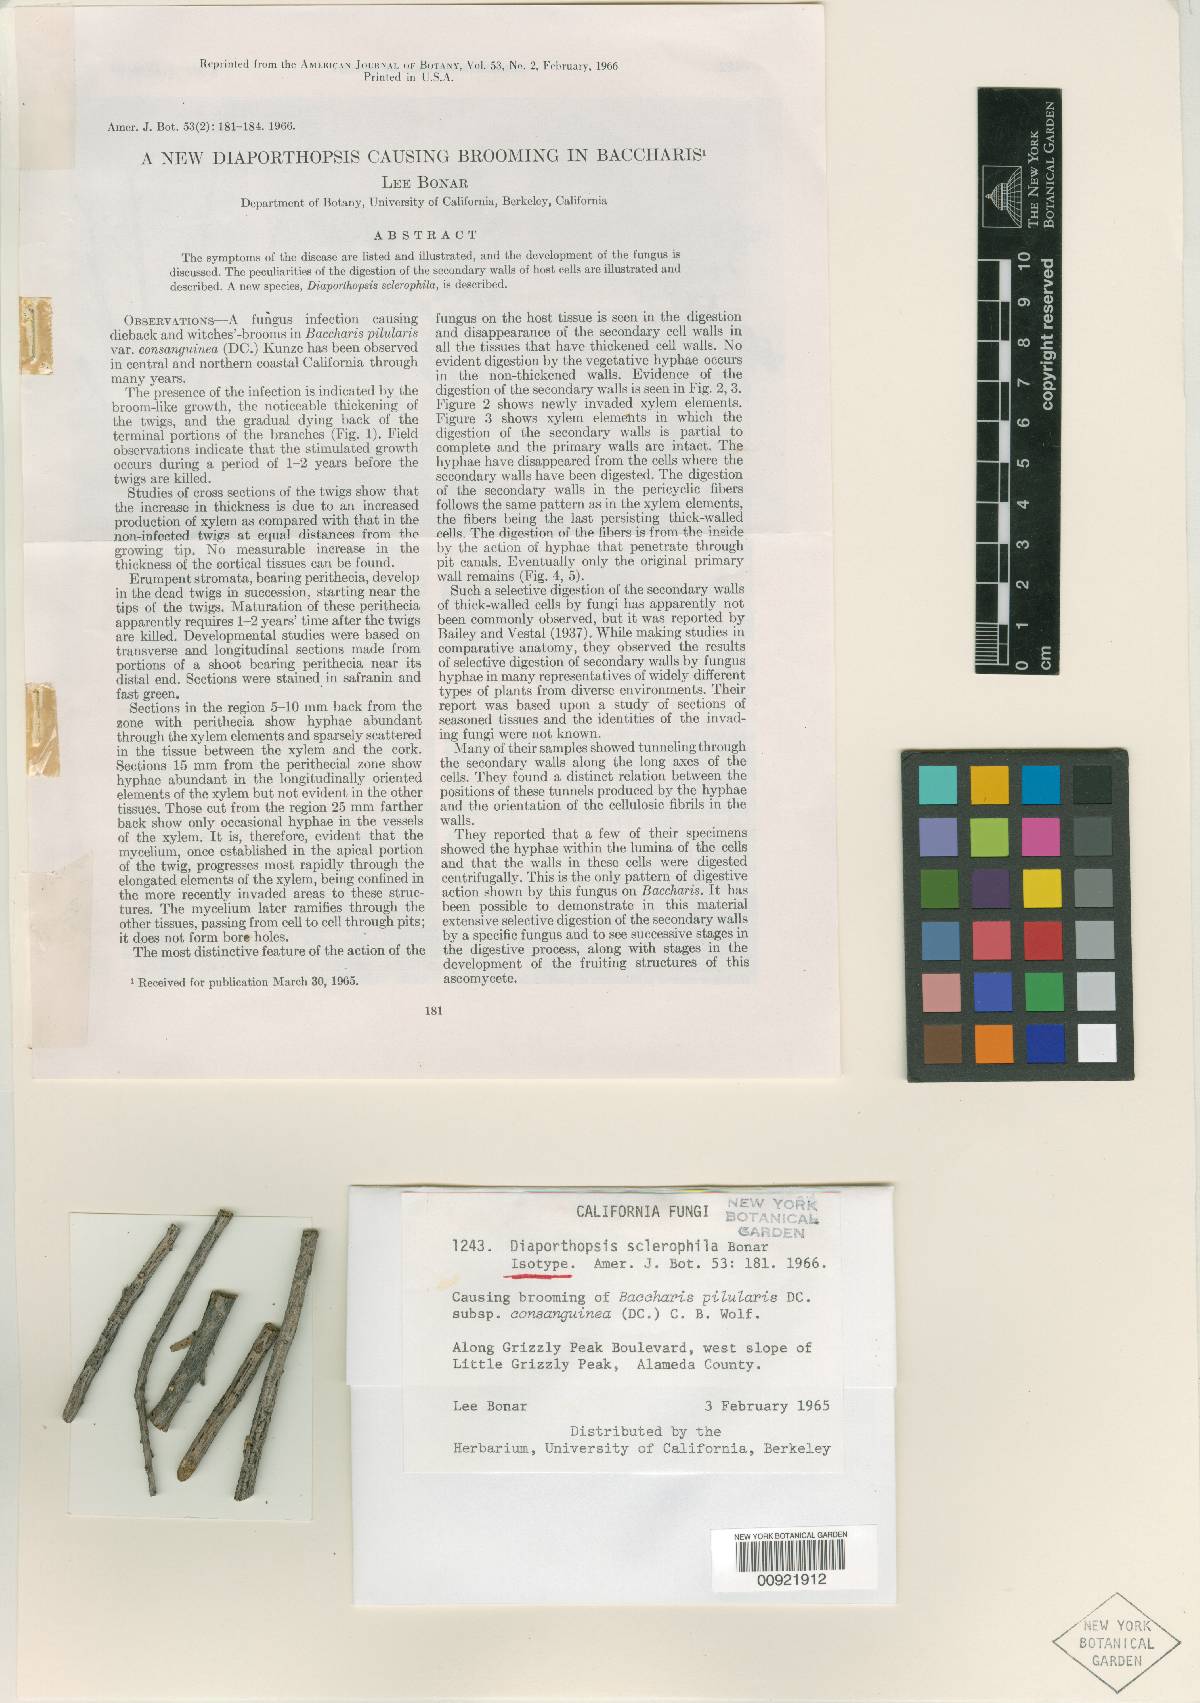 Reprinted from the AMERICAN JOURNAL OF BOTANY, Vol. 53, No. 2, February, 1966
Printed in U.S.A.
Amer. J. Bot. 53(2): 181–184. 1966.
A NEW DIAPORTHOPSIS CAUSING BROOMING IN BACCHARIS¹
LEE BONAR
Department of Botany, University of California, Berkeley, California
ABSTRACT
The symptoms of the disease are listed and illustrated, and the development of the fungus is
discussed. The peculiarities of the digestion of the secondary walls of host cells are illustrated and
described. A new species, Diaporthopsis sclerophila, is described.
OBSERVATIONS—A fungus infection causing
dieback and witches'-brooms in Baccharis pilularis
var. consanguinea (DC.) Kunze has been observed
in central and northern coastal California through
many years.
The presence of the infection is indicated by the
broom-like growth, the noticeable thickening of
the twigs, and the gradual dying back of the
terminal portions of the branches (Fig. 1). Field
observations indicate that the stimulated growth
occurs during a period of 1–2 years before the
twigs are killed.
Studies of cross sections of the twigs show that
the increase in thickness is due to an increased
production of xylem as compared with that in the
non-infected twigs at equal distances from the
growing tip. No measurable increase in the
thickness of the cortical tissues can be found.
Erumpent stromata, bearing perithecia, develop
in the dead twigs in succession, starting near the
tips of the twigs. Maturation of these perithecia
apparently requires 1–2 years' time after the twigs
are killed. Developmental studies were based on
transverse and longitudinal sections made from
portions of a shoot bearing perithecia near its
distal end. Sections were stained in safranin and
fast green.
Sections in the region 5–10 mm back from the
zone with perithecia show hyphae abundant
through the xylem elements and sparsely scattered
in the tissue between the xylem and the cork.
Sections 15 mm from the perithecial zone show
hyphae abundant in the longitudinally oriented
elements of the xylem but not evident in the other
tissues. Those cut from the region 25 mm farther
back show only occasional hyphae in the vessels
of the xylem. It is, therefore, evident that the
mycelium, once established in the apical portion
of the twig, progresses most rapidly through the
elongated elements of the xylem, being confined in
the more recently invaded areas to these struc-
tures. The mycelium later ramifies through the
other tissues, passing from cell to cell through pits;
it does not form bore holes.
The most distinctive feature of the action of the
¹ Received for publication March 30, 1965.
fungus on the host tissue is seen in the digestion
and disappearance of the secondary cell walls in
all the tissues that have thickened cell walls. No
evident digestion by the vegetative hyphae occurs
in the non-thickened walls. Evidence of the
digestion of the secondary walls is seen in Fig. 2, 3.
Figure 2 shows newly invaded xylem elements.
Figure 3 shows xylem elements in which the
digestion of the secondary walls is partial to
complete and the primary walls are intact. The
hyphae have disappeared from the cells where the
secondary walls have been digested. The digestion
of the secondary walls in the pericyclic fibers
follows the same pattern as in the xylem elements,
the fibers being the last persisting thick-walled
cells. The digestion of the fibers is from the inside
by the action of hyphae that penetrate through
pit canals. Eventually only the original primary
wall remains (Fig. 4, 5).
Such a selective digestion of the secondary walls
of thick-walled cells by fungi has apparently not
been commonly observed, but it was reported by
Bailey and Vestal (1937). While making studies in
comparative anatomy, they observed the results
of selective digestion of secondary walls by fungus
hyphae in many representatives of widely different
types of plants from diverse environments. Their
report was based upon a study of sections of
seasoned tissues and the identities of the invad-
ing fungi were not known.
Many of their samples showed tunneling through
the secondary walls along the long axes of the
cells. They found a distinct relation between the
positions of these tunnels produced by the hyphae
and the orientation of the cellulosic fibrils in the
walls.
They reported that a few of their specimens
showed the hyphae within the lumina of the cells
and that the walls in these cells were digested
centrifugally. This is the only pattern of digestive
action shown by this fungus on Baccharis. It has
been possible to demonstrate in this material
extensive selective digestion of the secondary walls
by a specific fungus and to see successive stages in
the digestive process, along with stages in the
development of the fruiting structures of this
ascomycete.
181
THE NEW YORK
BOTANICAL GARDEN
copyright reserved
0 1 2 3 4 5 6 7 8 9 10
cm
CALIFORNIA FUNGI
NEW YORK
BOTANICAL
GARDEN
1243. Diaporthopsis sclerophila Bonar
Isotype. Amer. J. Bot. 53: 181. 1966.
Causing brooming of Baccharis pilularis DC.
subsp. consanguinea (DC.) C. B. Wolf.
Along Grizzly Peak Boulevard, west slope of
Little Grizzly Peak, Alameda County.
Lee Bonar 3 February 1965
Distributed by the
Herbarium, University of California, Berkeley
NEW YORK BOTANICAL GARDEN
00921912
NEW YORK
BOTANICAL
GARDEN